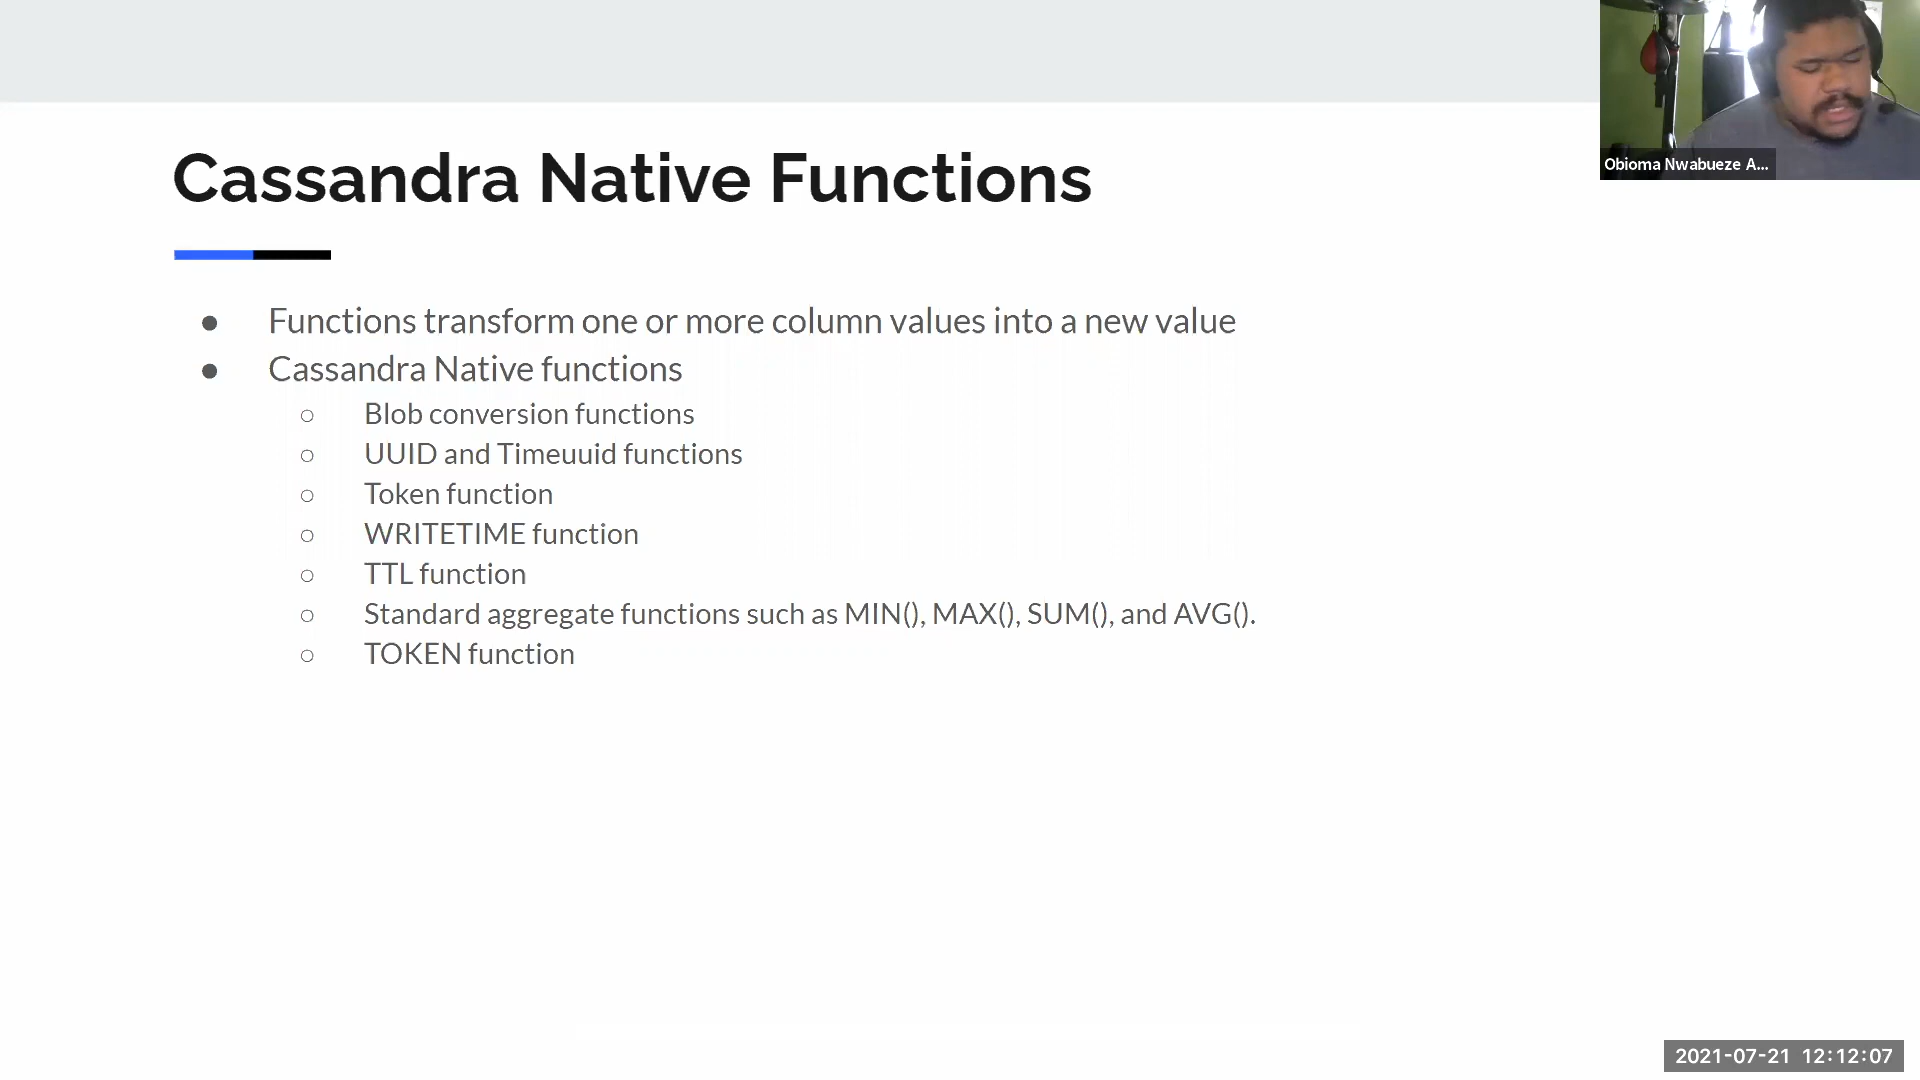 Cassandra Native Functions
Obioma Nwabueze A...
● Functions transform one or more column values into a new value
● Cassandra Native functions
○ Blob conversion functions
○ UUID and Timeuuid functions
○ Token function
○ WRITETIME function
○ TTL function
○ Standard aggregate functions such as MIN(), MAX(), SUM(), and AVG().
○ TOKEN function
2021-07-21 12:12:07